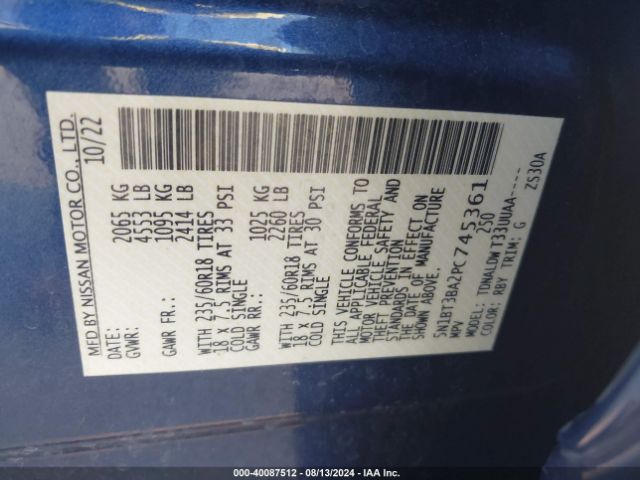 MFD BY NISSAN MOTOR CO., LTD.
DATE: 10/22
GVWR: 2065 KG
4553 LB
GAWR FR.: 1095 KG
2414 LB
WITH 235/60R18 TIRES
18 x 7.5 RIMS AT 33 PSI
COLD SINGLE
GAWR RR.: 1025 KG
2260 LB
WITH 235/60R18 TIRES
18 x 7.5 RIMS AT 30 PSI
COLD SINGLE
THIS VEHICLE CONFORMS TO
ALL APPLICABLE FEDERAL
MOTOR VEHICLE SAFETY AND
THEFT PREVENTION
STANDARDS IN EFFECT ON
THE DATE OF MANUFACTURE
SHOWN ABOVE.
5N1BT3BA2PC745361
MPV 2S0
MODEL: TDNALDWT33UUAA-----
COLOR: RBY TRIM: G ZS30A
000-40087512 - 08/13/2024 - IAA Inc.